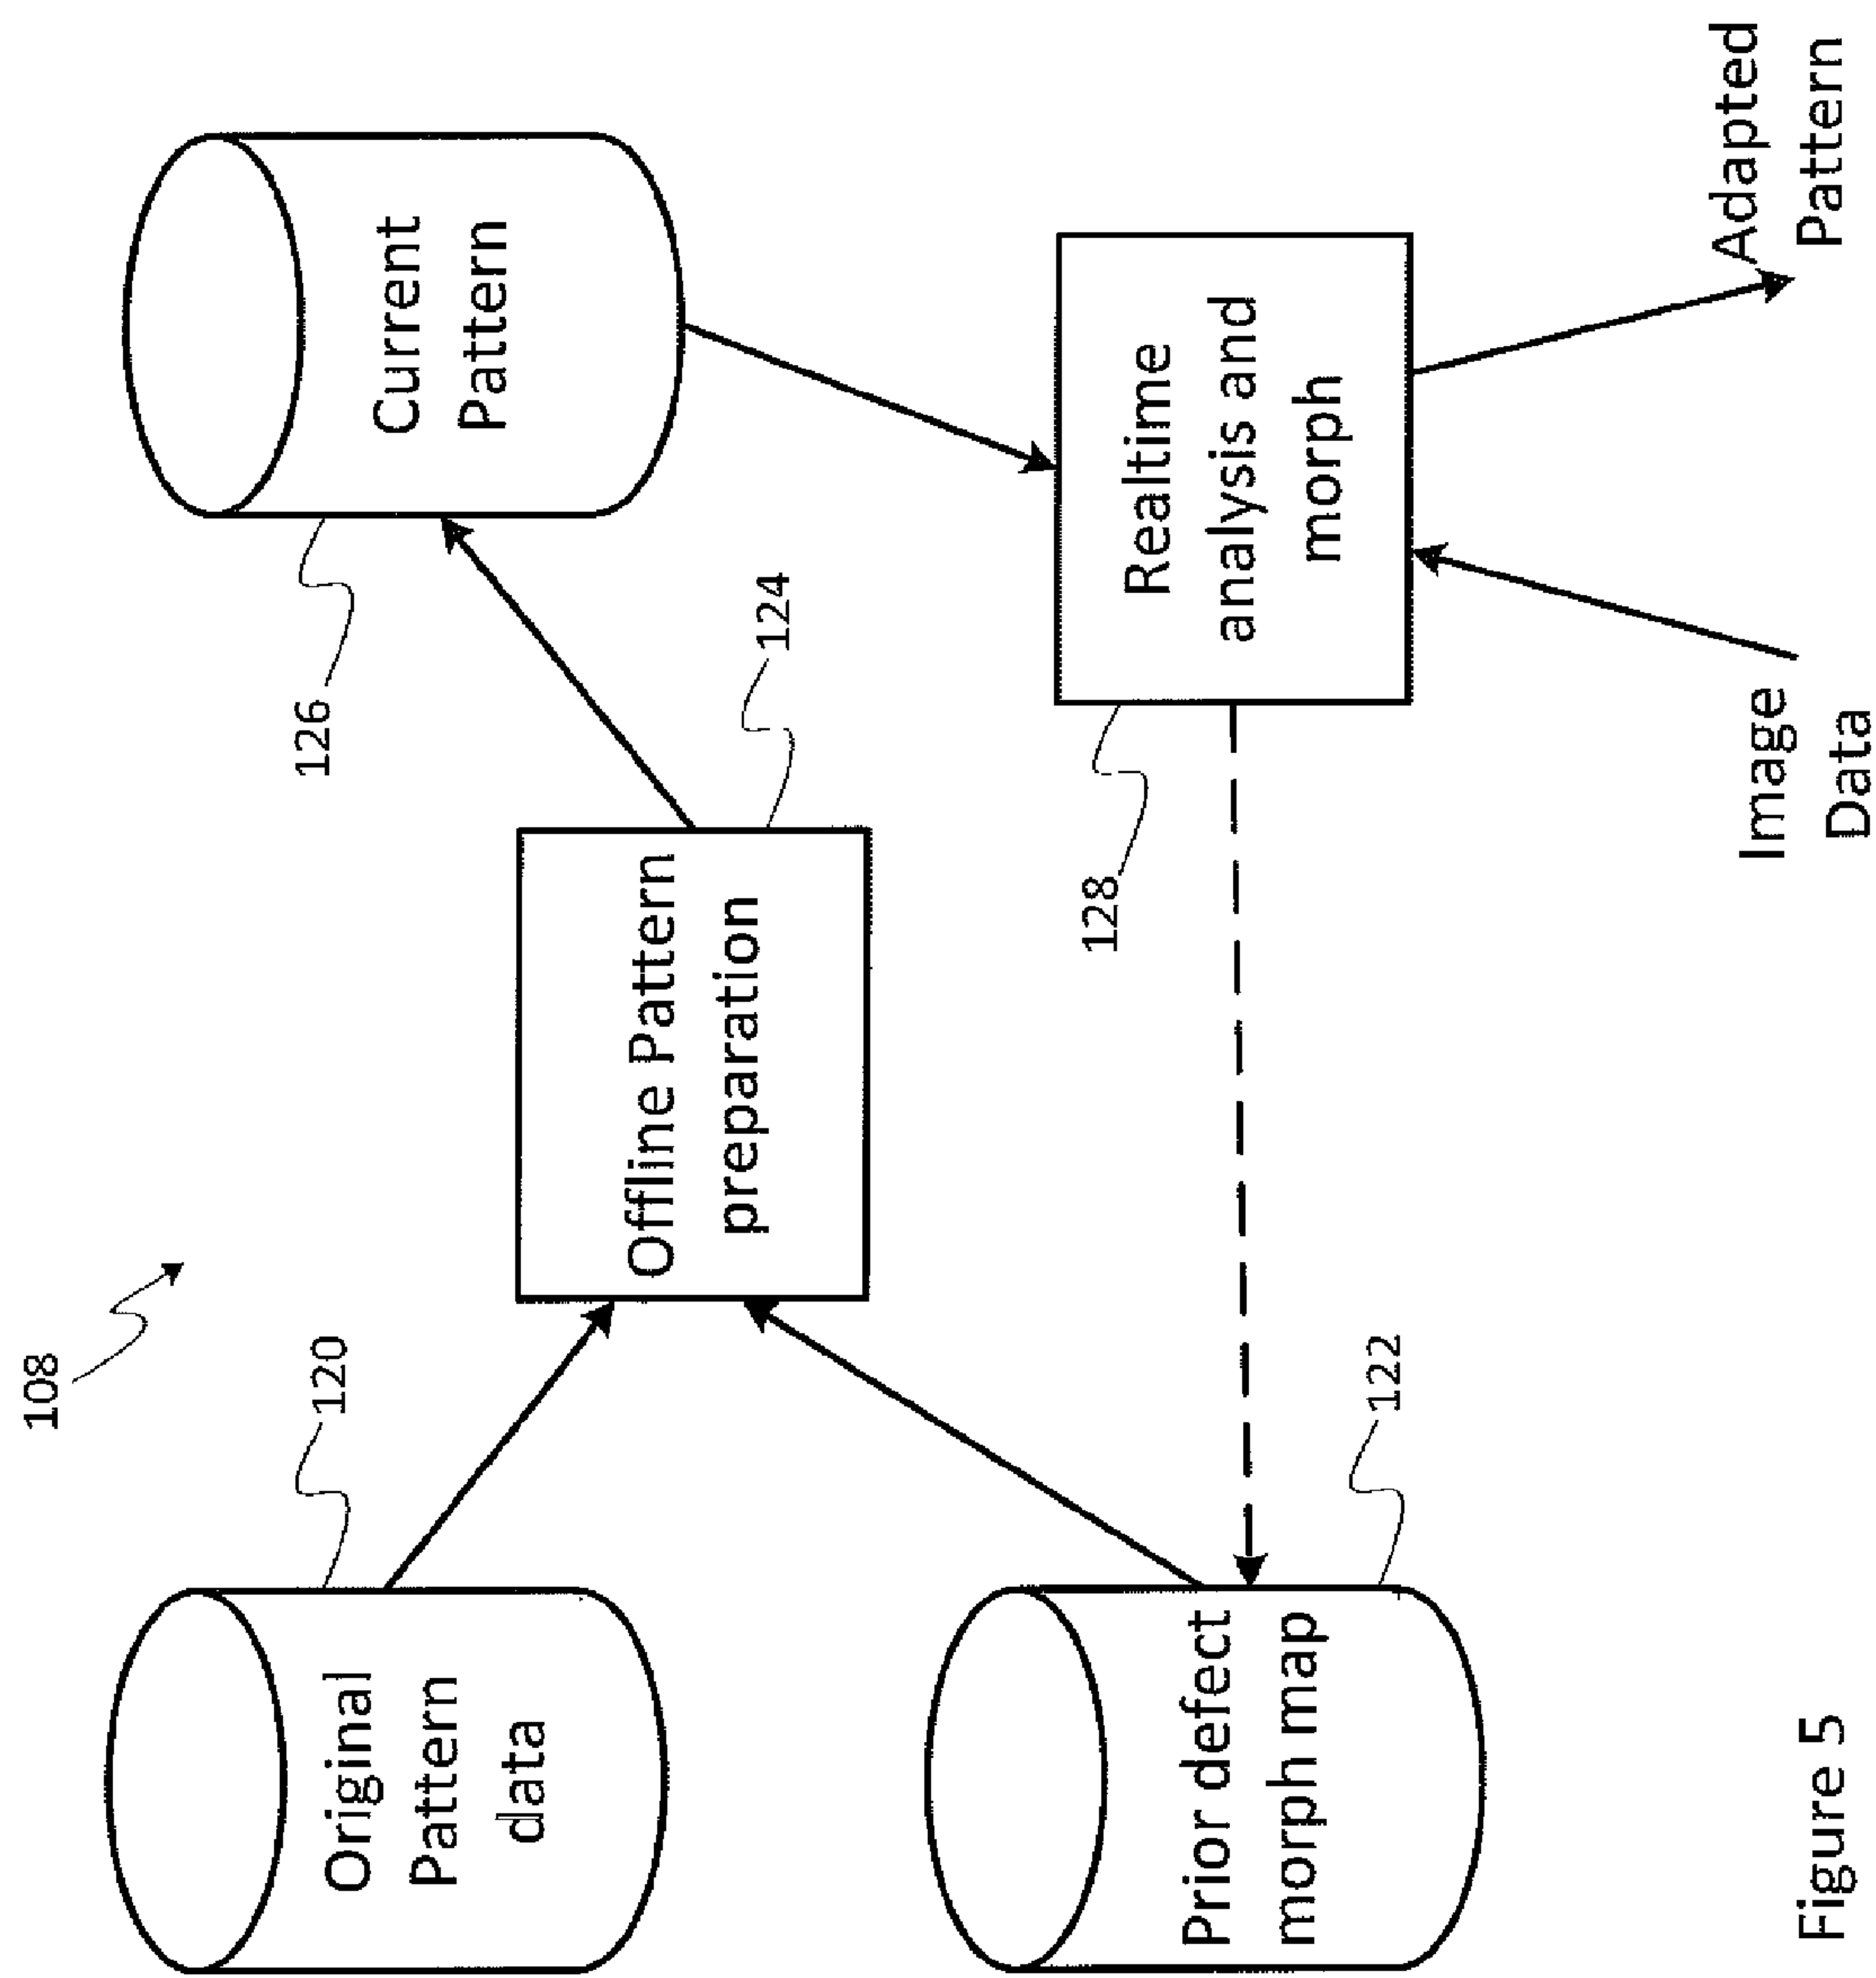 108
120
Original
Pattern
data
124
Offline Pattern
preparation
126
Current
Pattern
122
Prior defect
morph map
128
Realtime
analysis and
morph
Image
Data
Adapted
Pattern
Figure 5